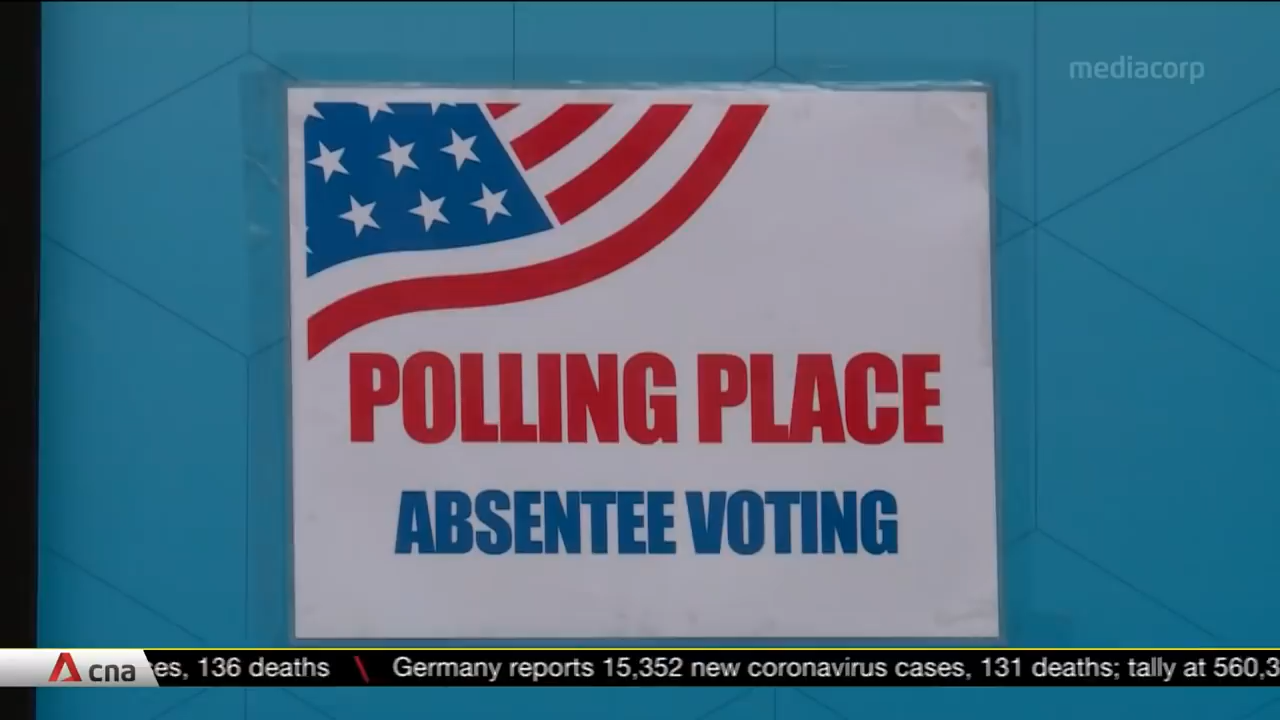 mediacorp
POLLING PLACE
ABSENTEE VOTING
cna
es, 136 deaths \ Germany reports 15,352 new coronavirus cases, 131 deaths; tally at 560,3